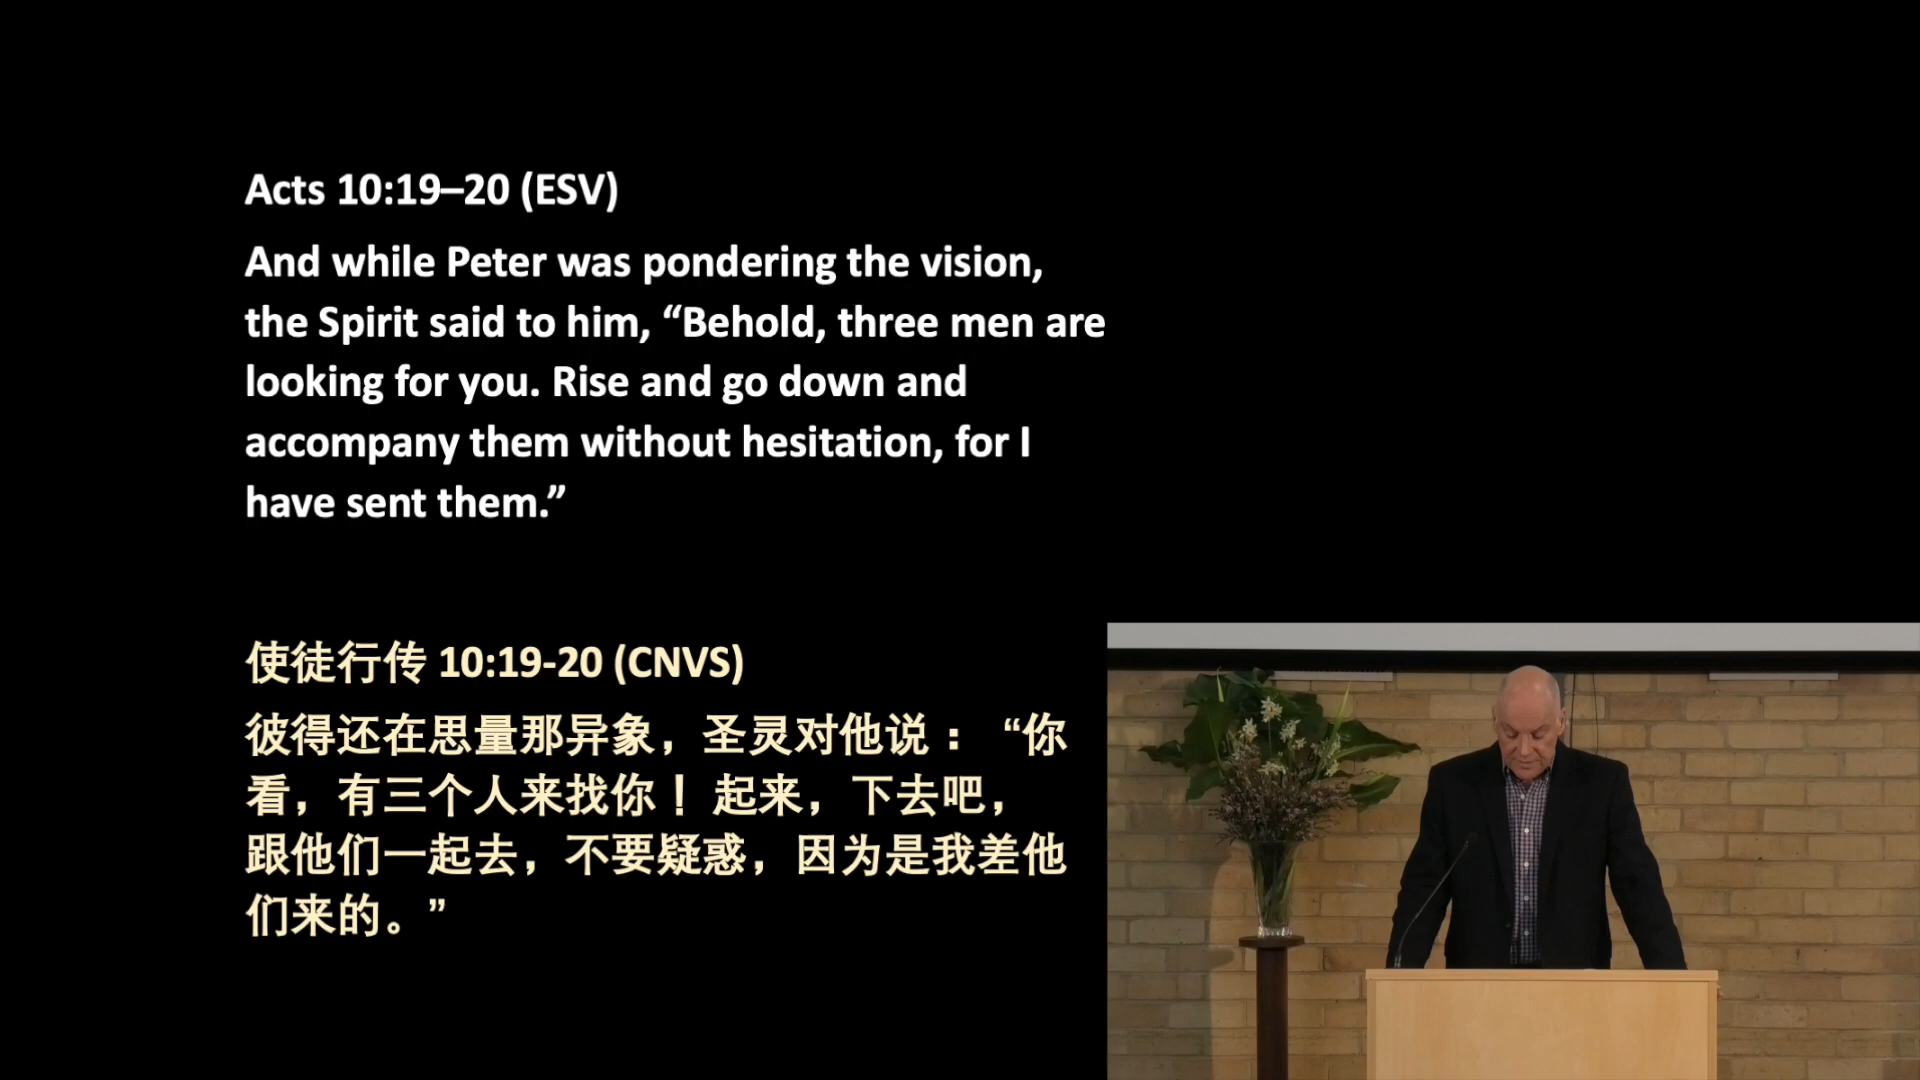 Acts 10:19–20 (ESV)
And while Peter was pondering the vision,
the Spirit said to him, “Behold, three men are
looking for you. Rise and go down and
accompany them without hesitation, for I
have sent them.”
使徒行传 10:19-20 (CNVS)
彼得还在思量那异象，圣灵对他说 ： “你
看，有三个人来找你！ 起来，下去吧，
跟他们一起去，不要疑惑，因为是我差他
们来的。”